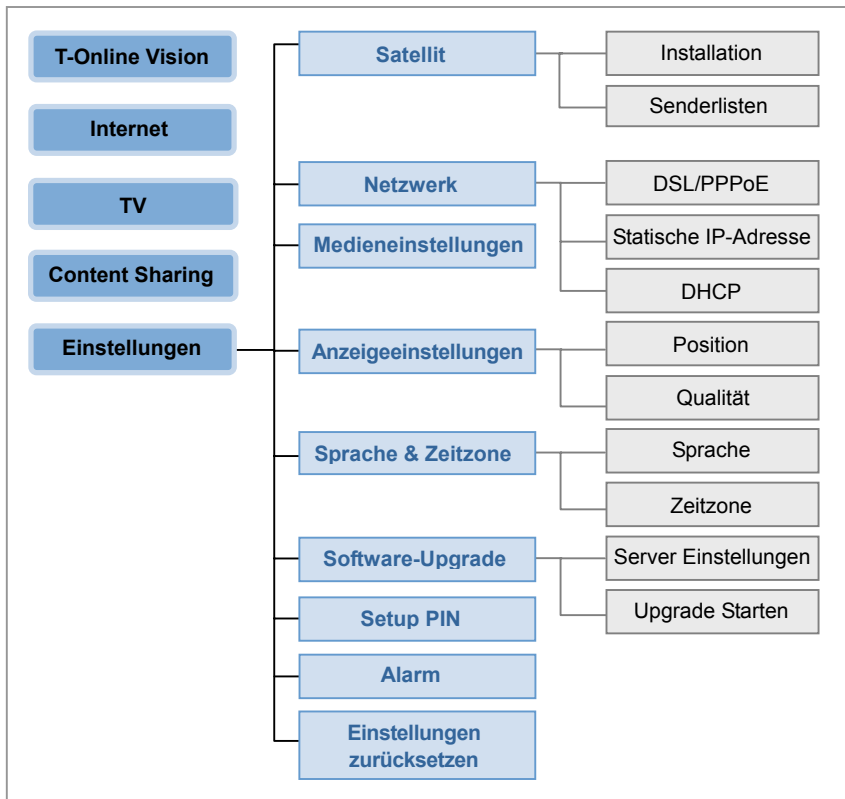 T-Online Vision
Internet
TV
Content Sharing
Einstellungen
Satellit
Netzwerk
Medieneinstellungen
Anzeigeeinstellungen
Sprache & Zeitzone
Software-Upgrade
Setup PIN
Alarm
Einstellungen
zurücksetzen
Installation
Senderlisten
DSL/PPPoE
Statische IP-Adresse
DHCP
Position
Qualität
Sprache
Zeitzone
Server Einstellungen
Upgrade Starten